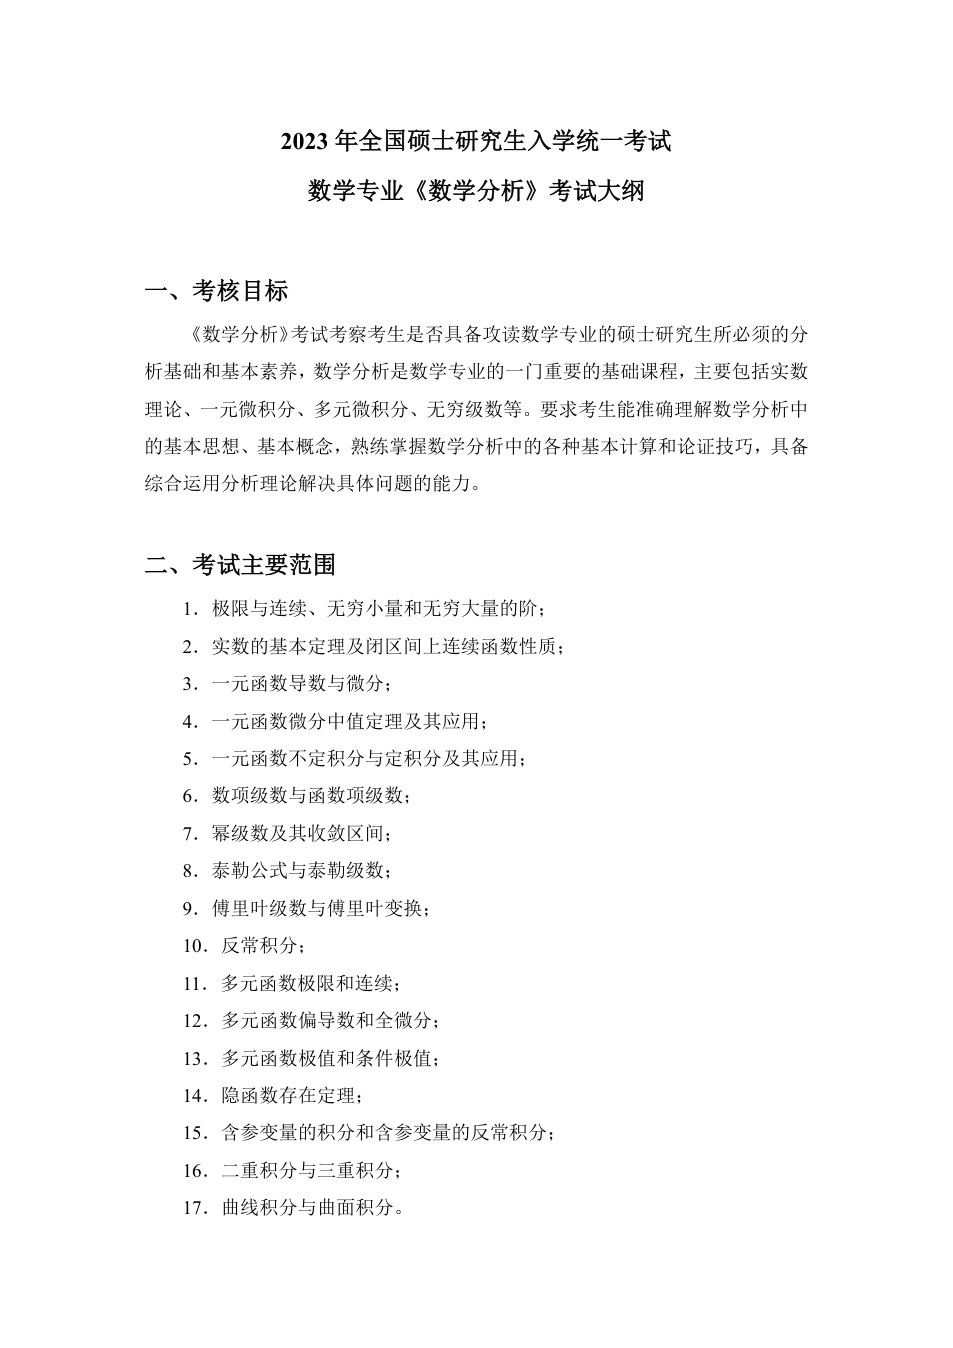 2023 年全国硕士研究生入学统一考试
数学专业《数学分析》考试大纲
一、考核目标
《数学分析》考试考察考生是否具备攻读数学专业的硕士研究生所必须的分
析基础和基本素养，数学分析是数学专业的一门重要的基础课程，主要包括实数
理论、一元微积分、多元微积分、无穷级数等。要求考生能准确理解数学分析中
的基本思想、基本概念，熟练掌握数学分析中的各种基本计算和论证技巧，具备
综合运用分析理论解决具体问题的能力。
二、考试主要范围
1．极限与连续、无穷小量和无穷大量的阶；
2．实数的基本定理及闭区间上连续函数性质；
3．一元函数导数与微分；
4．一元函数微分中值定理及其应用；
5．一元函数不定积分与定积分及其应用；
6．数项级数与函数项级数；
7．幂级数及其收敛区间；
8．泰勒公式与泰勒级数；
9．傅里叶级数与傅里叶变换；
10．反常积分；
11．多元函数极限和连续；
12．多元函数偏导数和全微分；
13．多元函数极值和条件极值；
14．隐函数存在定理；
15．含参变量的积分和含参变量的反常积分；
16．二重积分与三重积分；
17．曲线积分与曲面积分。